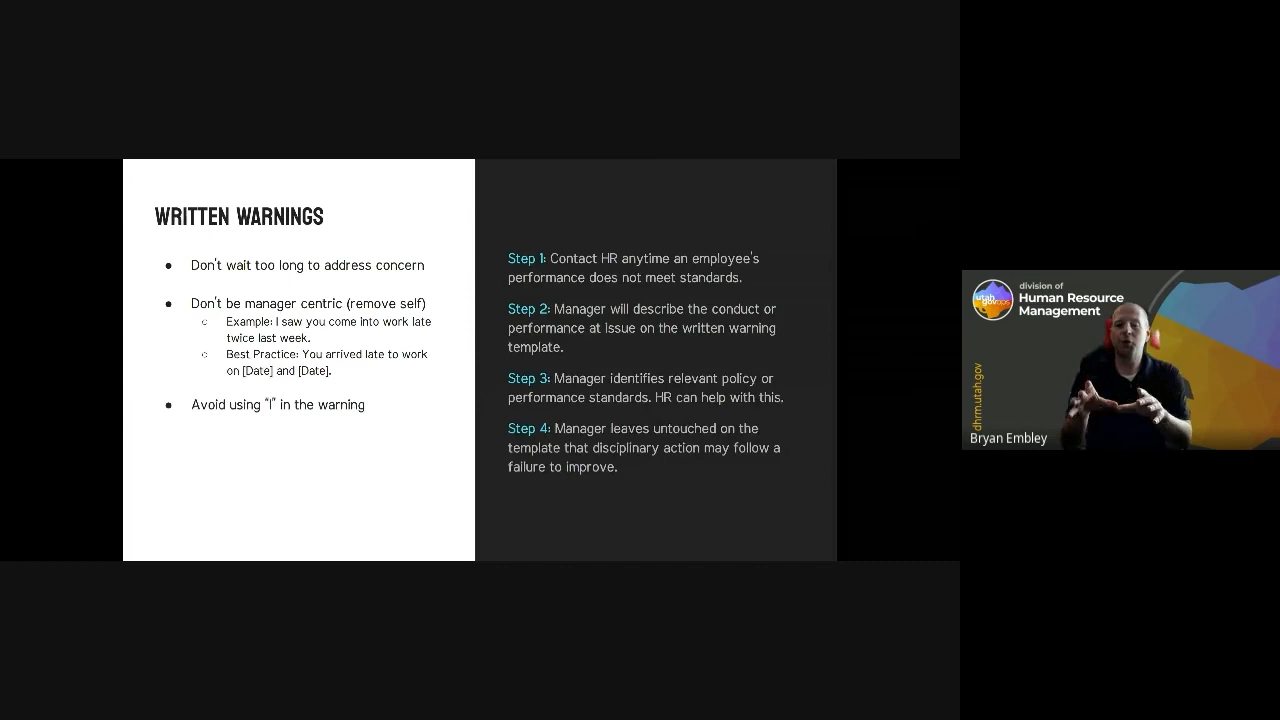 WRITTEN WARNINGS
● Don't wait too long to address concern
● Don't be manager centric (remove self)
○ Example: I saw you come into work late
twice last week.
○ Best Practice: You arrived late to work
on [Date] and [Date].
● Avoid using "I" in the warning
Step 1: Contact HR anytime an employee's
performance does not meet standards.
Step 2: Manager will describe the conduct or
performance at issue on the written warning
template.
Step 3: Manager identifies relevant policy or
performance standards. HR can help with this.
Step 4: Manager leaves untouched on the
template that disciplinary action may follow a
failure to improve.
utah
gov ops
division of
Human Resource
Management
dhrm.utah.gov
Bryan Embley